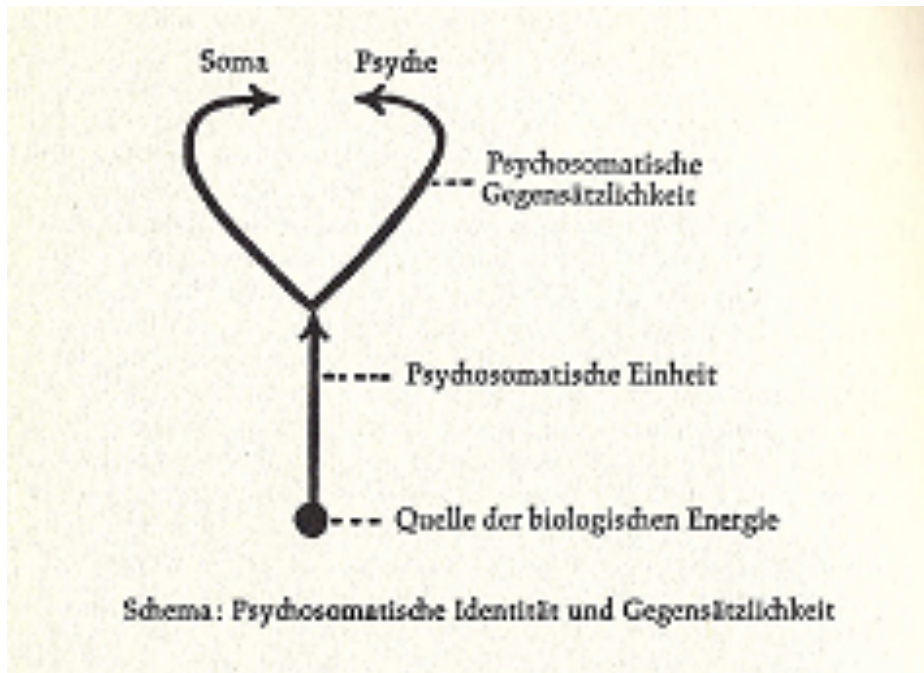 Soma Psyche
Psychosomatische
Gegensätzlichkeit
Psychosomatische Einheit
Quelle der biologischen Energie
Schema: Psychosomatische Identität und Gegensätzlichkeit